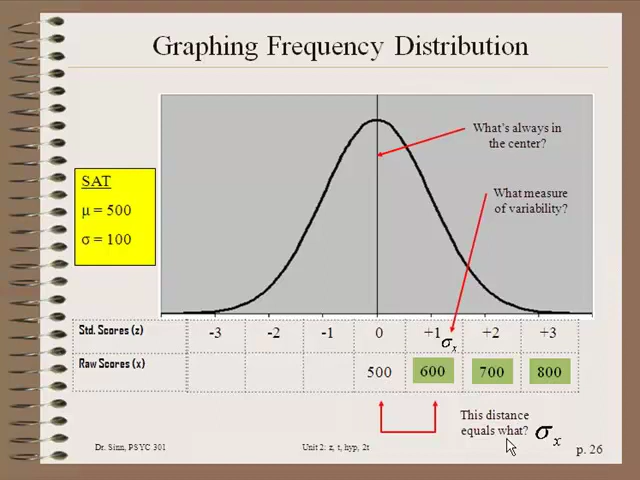 Graphing Frequency Distribution
What's always in
the center?
SAT
μ = 500
σ = 100
What measure
of variability?
Std. Scores (z) -3 -2 -1 0 +1 +2 +3
σx
Raw Scores (x) 500 600 700 800
This distance
equals what? σx
Dr. Sinn, PSYC 301 Unit 2: z, t, hyp, 2t p. 26